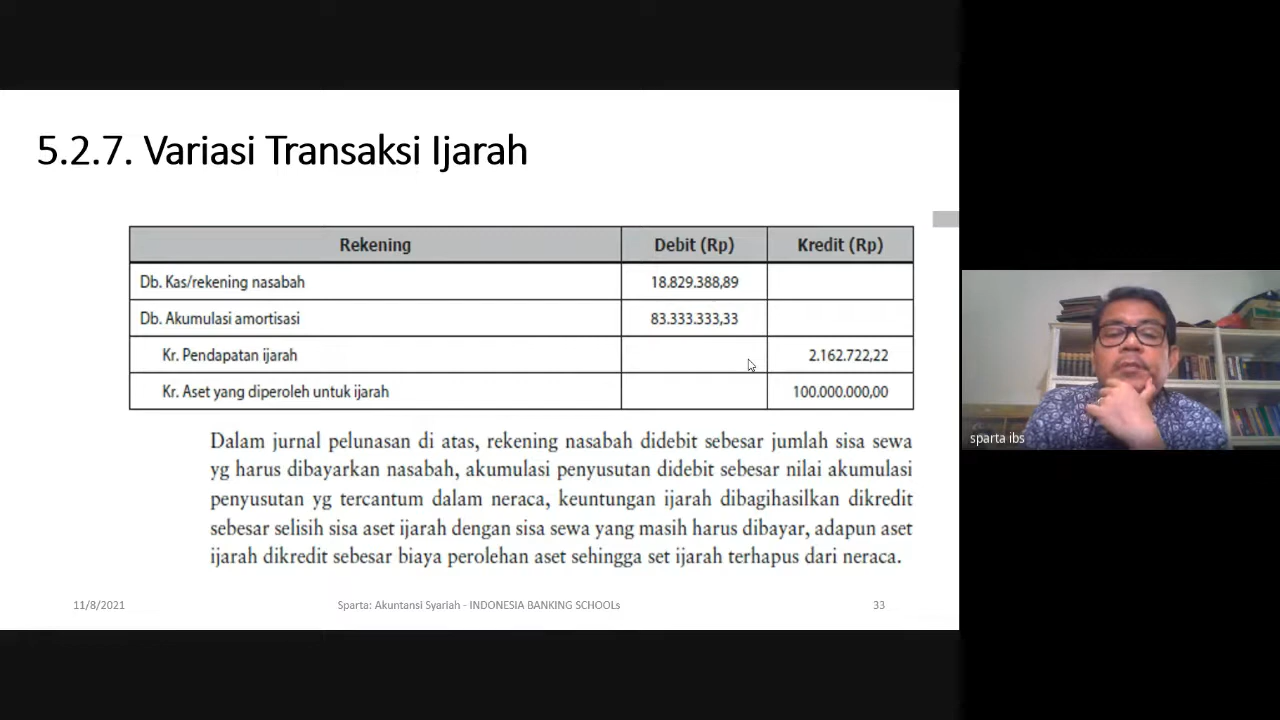 5.2.7. Variasi Transaksi Ijarah
Rekening Debit (Rp) Kredit (Rp)
Db. Kas/rekening nasabah 18.829.388,89
Db. Akumulasi amortisasi 83.333.333,33
Kr. Pendapatan ijarah 2.162.722,22
Kr. Aset yang diperoleh untuk ijarah 100.000.000,00
Dalam jurnal pelunasan di atas, rekening nasabah didebit sebesar jumlah sisa sewa
yg harus dibayarkan nasabah, akumulasi penyusutan didebit sebesar nilai akumulasi
penyusutan yg tercantum dalam neraca, keuntungan ijarah dibagihasilkan dikredit
sebesar selisih sisa aset ijarah dengan sisa sewa yang masih harus dibayar, adapun aset
ijarah dikredit sebesar biaya perolehan aset sehingga set ijarah terhapus dari neraca.
11/8/2021 Sparta: Akuntansi Syariah - INDONESIA BANKING SCHOOLs 33
sparta ibs